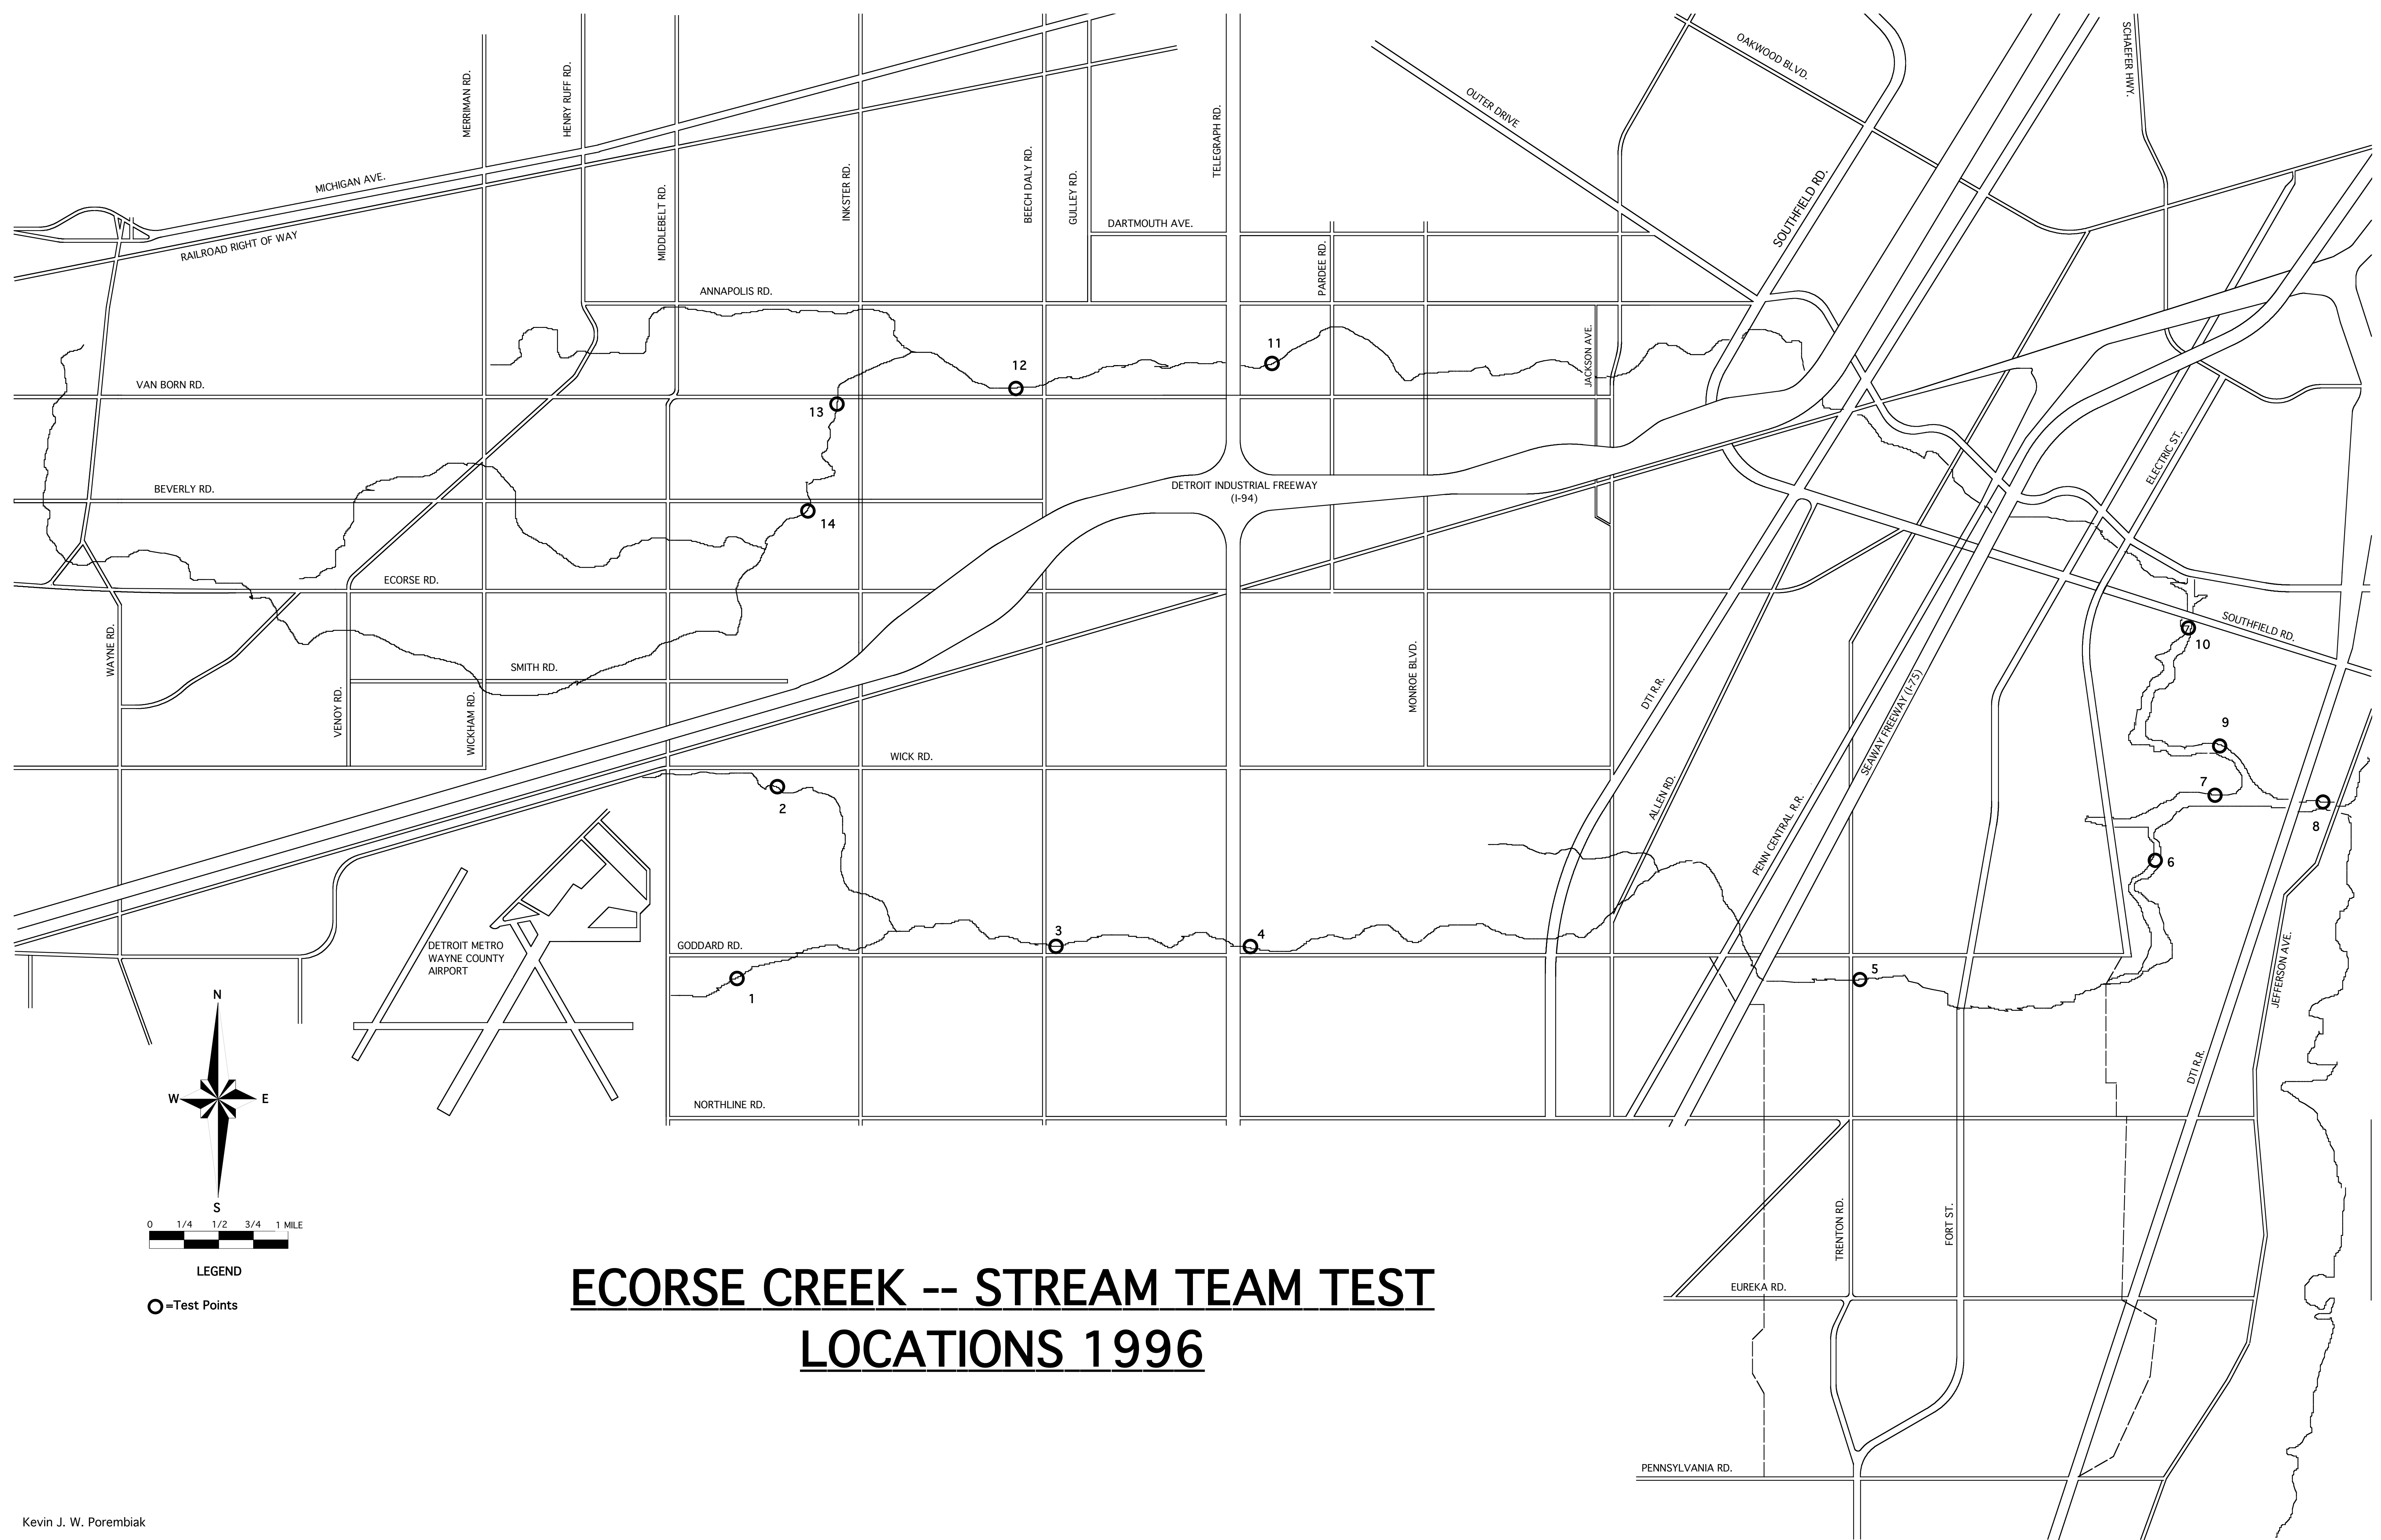 MERRIMAN RD.
HENRY RUFF RD.
MIDDLEBELT RD.
INKSTER RD.
BEECH DALY RD.
GULLEY RD.
TELEGRAPH RD.
OUTER DRIVE
OAKWOOD BLVD.
SCHAEFER HWY.
SOUTHFIELD RD.
MICHIGAN AVE.
RAILROAD RIGHT OF WAY
DARTMOUTH AVE.
PARDEE RD.
ANNAPOLIS RD.
JACKSON AVE.
11
12
VAN BORN RD.
13
ELECTRIC ST.
BEVERLY RD.
DETROIT INDUSTRIAL FREEWAY
(I-94)
14
ECORSE RD.
SOUTHFIELD RD.
10
WAYNE RD.
SMITH RD.
VENOY RD.
WICKHAM RD.
MONROE BLVD.
DTI R.R.
SEAWAY FREEWAY (I-75)
9
WICK RD.
7
ALLEN RD.
PENN CENTRAL R.R.
2
8
6
3
4
GODDARD RD.
DETROIT METRO
WAYNE COUNTY
AIRPORT
5
1
JEFFERSON AVE.
N
W
E
S
NORTHLINE RD.
DTI R.R.
0 1/4 1/2 3/4 1 MILE
LEGEND
=Test Points
TRENTON RD.
FORT ST.
EUREKA RD.
ECORSE CREEK -- STREAM TEAM TEST
LOCATIONS 1996
PENNSYLVANIA RD.
Kevin J. W. Porembiak